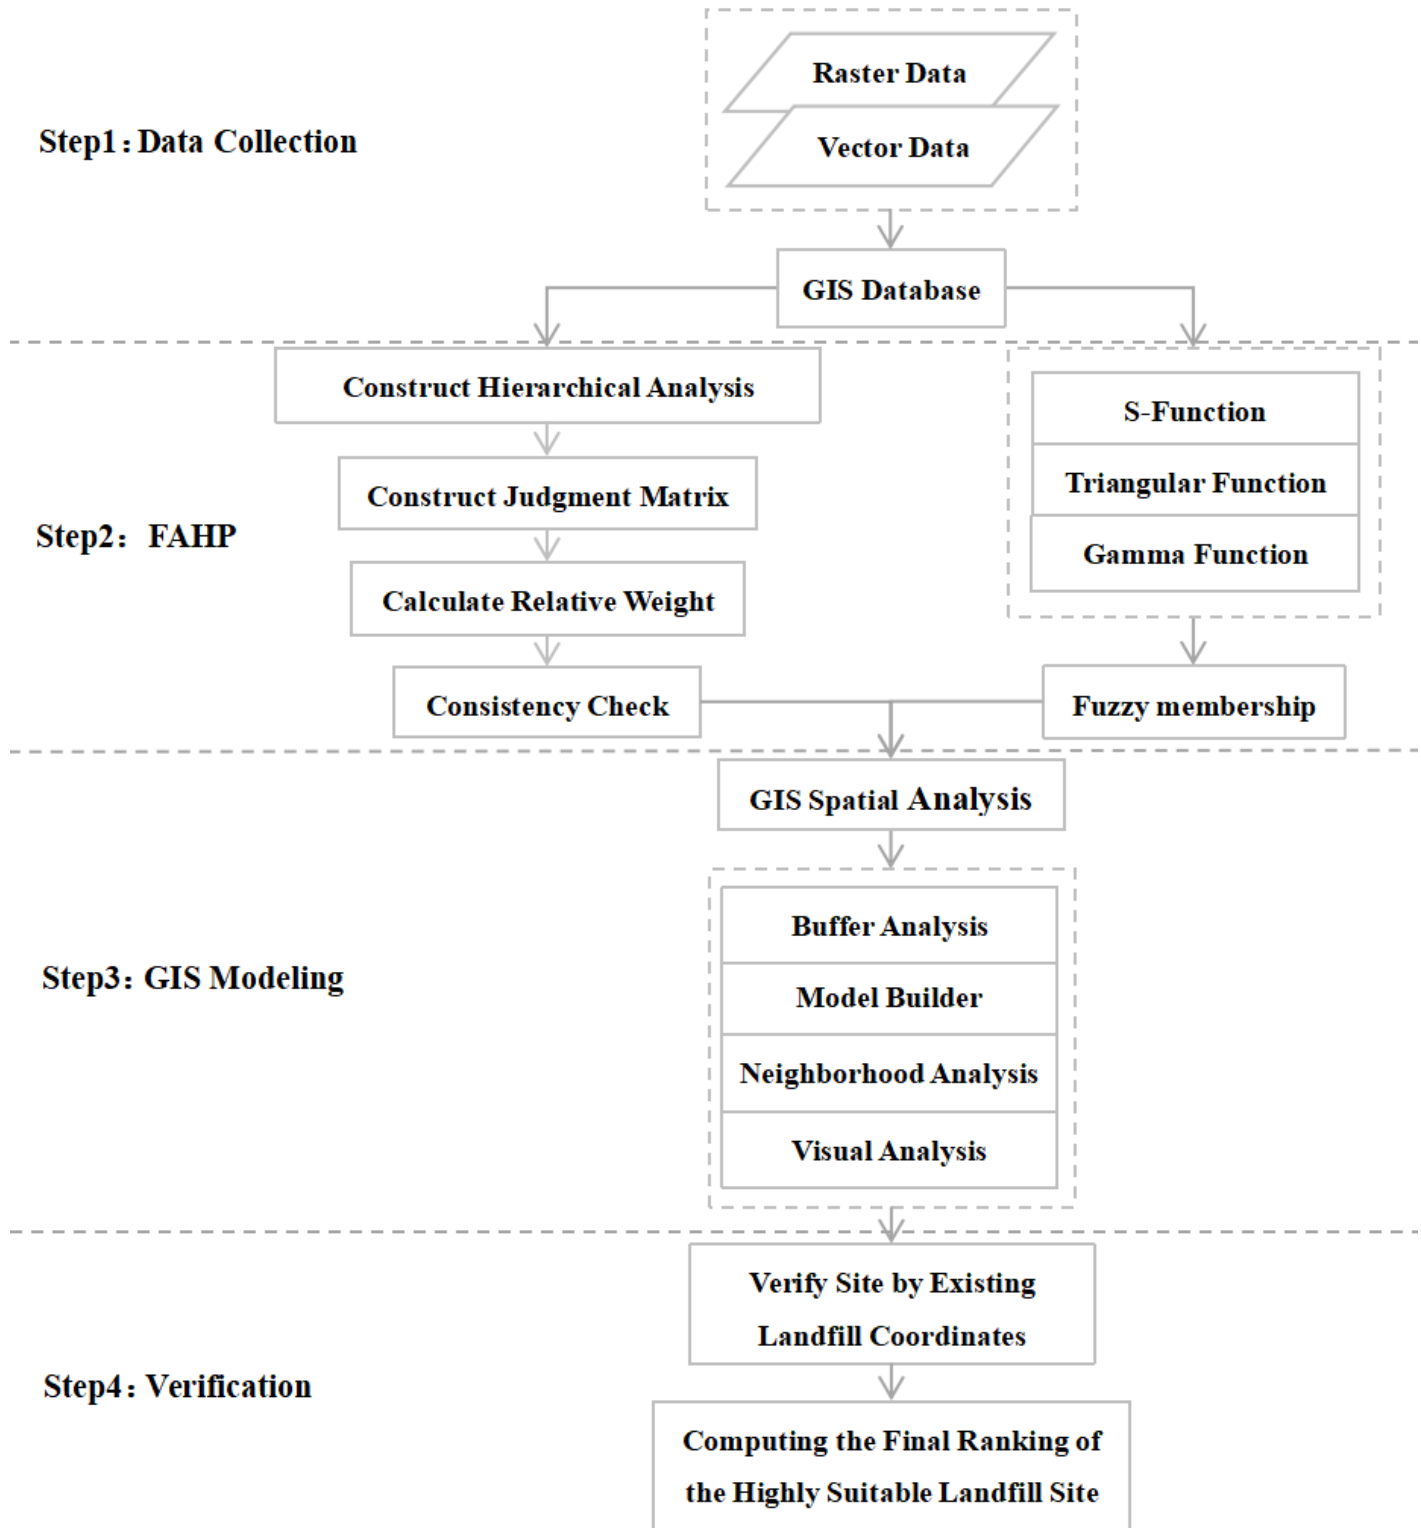 Raster Data
Step1：Data Collection
Vector Data
GIS Database
Construct Hierarchical Analysis
S-Function
Construct Judgment Matrix
Triangular Function
Step2： FAHP
Gamma Function
Calculate Relative Weight
Consistency Check
Fuzzy membership
GIS Spatial Analysis
Buffer Analysis
Step3：GIS Modeling
Model Builder
Neighborhood Analysis
Visual Analysis
Verify Site by Existing
Landfill Coordinates
Step4：Verification
Computing the Final Ranking of
the Highly Suitable Landfill Site